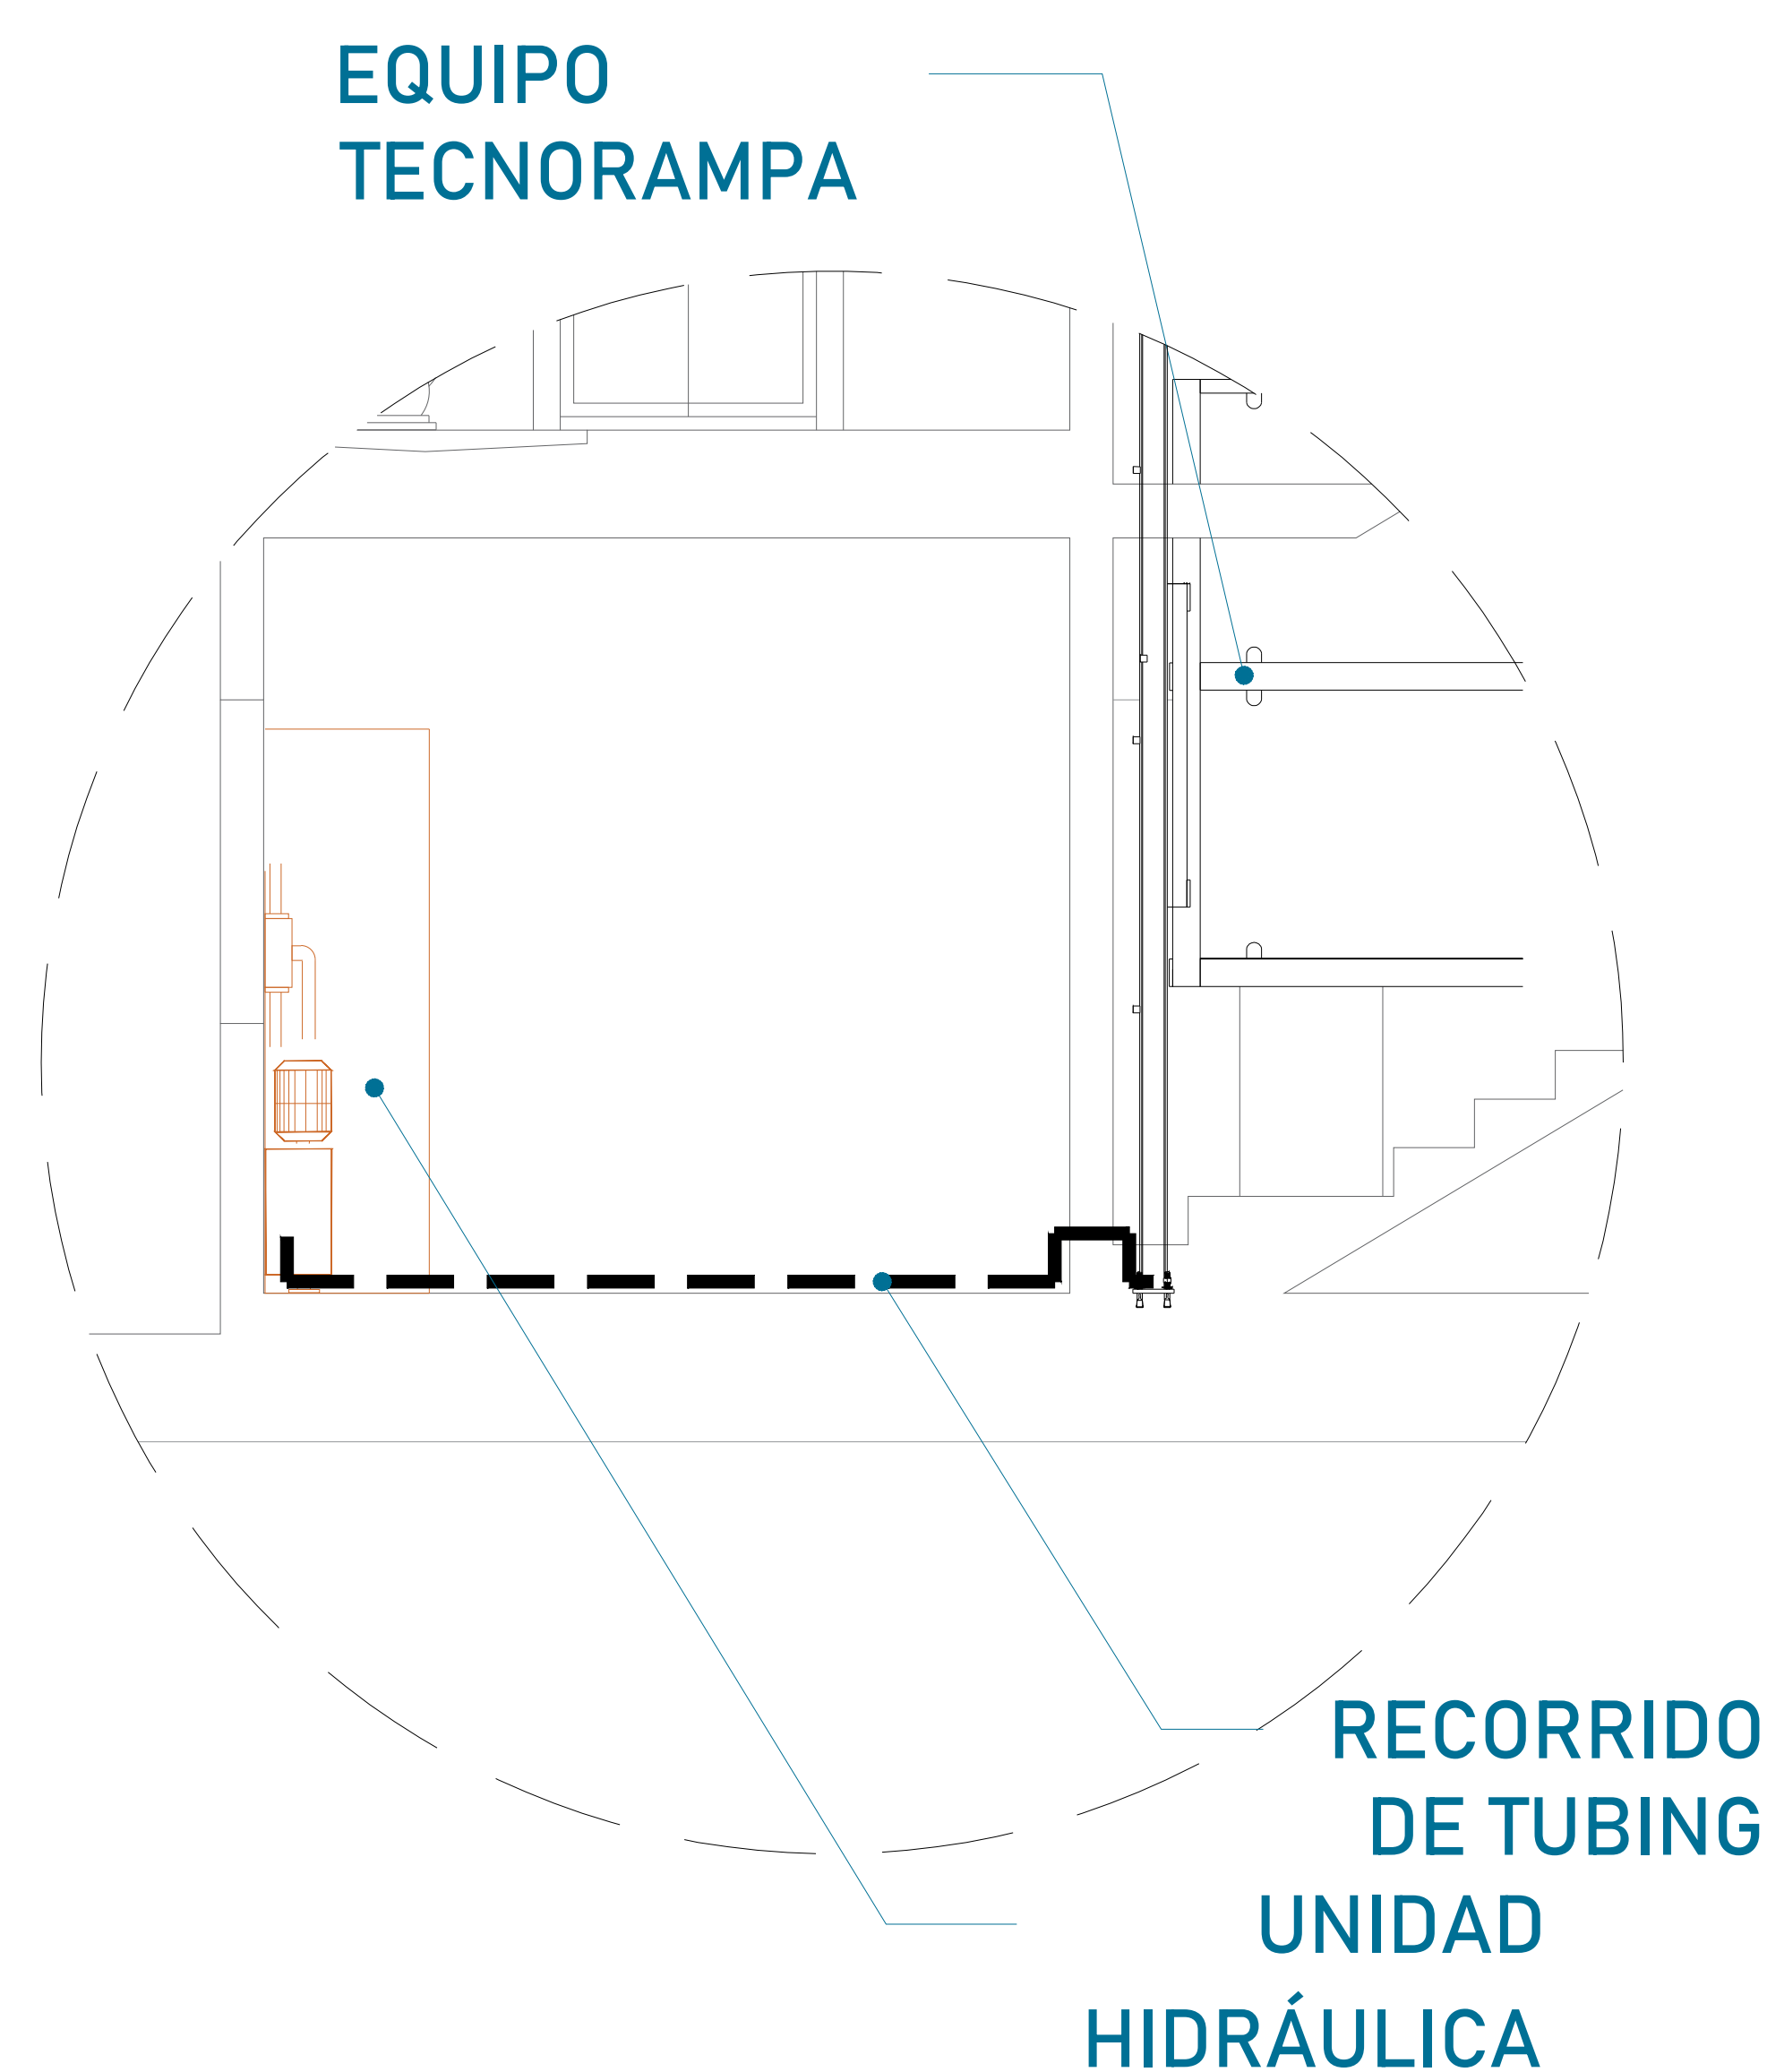 EQUIPO
TECNORAMPA
RECORRIDO
DE TUBING
UNIDAD
HIDRÁULICA